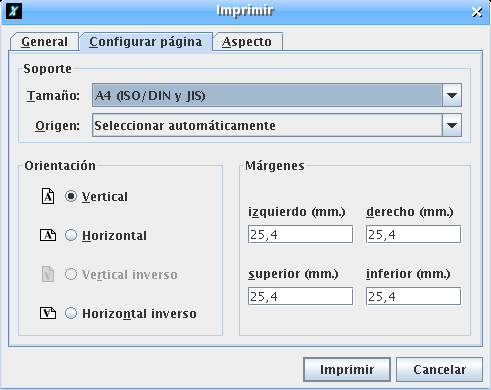 Imprimir
General Configurar página Aspecto
Soporte
Tamaño: A4 (ISO/DIN y JIS)
Origen: Seleccionar automáticamente
Orientación
A Vertical
A Horizontal
A Vertical inverso
A Horizontal inverso
Márgenes
izquierdo (mm.) derecho (mm.)
25,4 25,4
superior (mm.) inferior (mm.)
25,4 25,4
Imprimir Cancelar